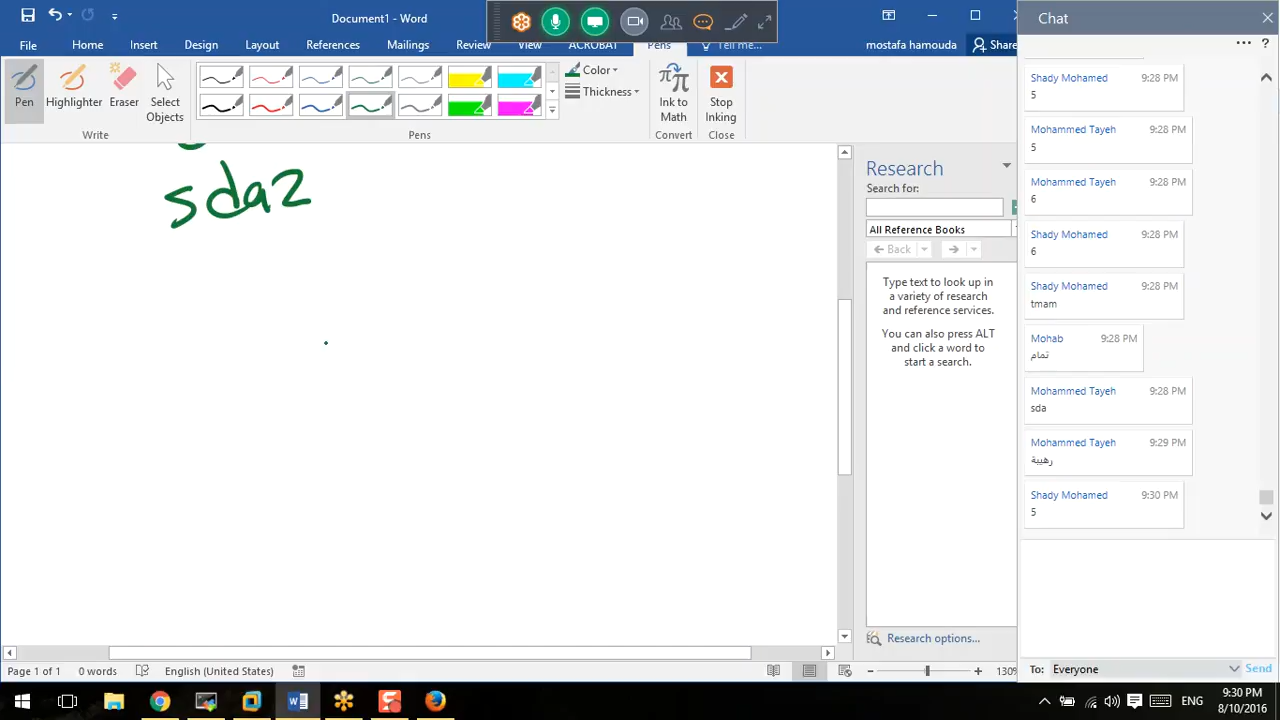 Document1 - Word
mostafa hamouda
Share
File
Home
Insert
Design
Layout
References
Mailings
Review
View
ACROBAT
Pens
Tell me...
Pen
Highlighter
Eraser
Select Objects
Write
Pens
Color
Thickness
Ink to Math
Convert
Stop Inking
Close
sda2
Research
Search for:
All Reference Books
Back
Type text to look up in
a variety of research
and reference services.
You can also press ALT
and click a word to
start a search.
Research options...
Chat
Shady Mohamed 9:28 PM
5
Mohammed Tayeh 9:28 PM
5
Mohammed Tayeh 9:28 PM
6
Shady Mohamed 9:28 PM
6
Shady Mohamed 9:28 PM
tmam
Mohab 9:28 PM
تمام
Mohammed Tayeh 9:28 PM
sda
Mohammed Tayeh 9:29 PM
رهيبة
Shady Mohamed 9:30 PM
5
To: Everyone
Send
Page 1 of 1 0 words English (United States) 130%
ENG
9:30 PM
8/10/2016